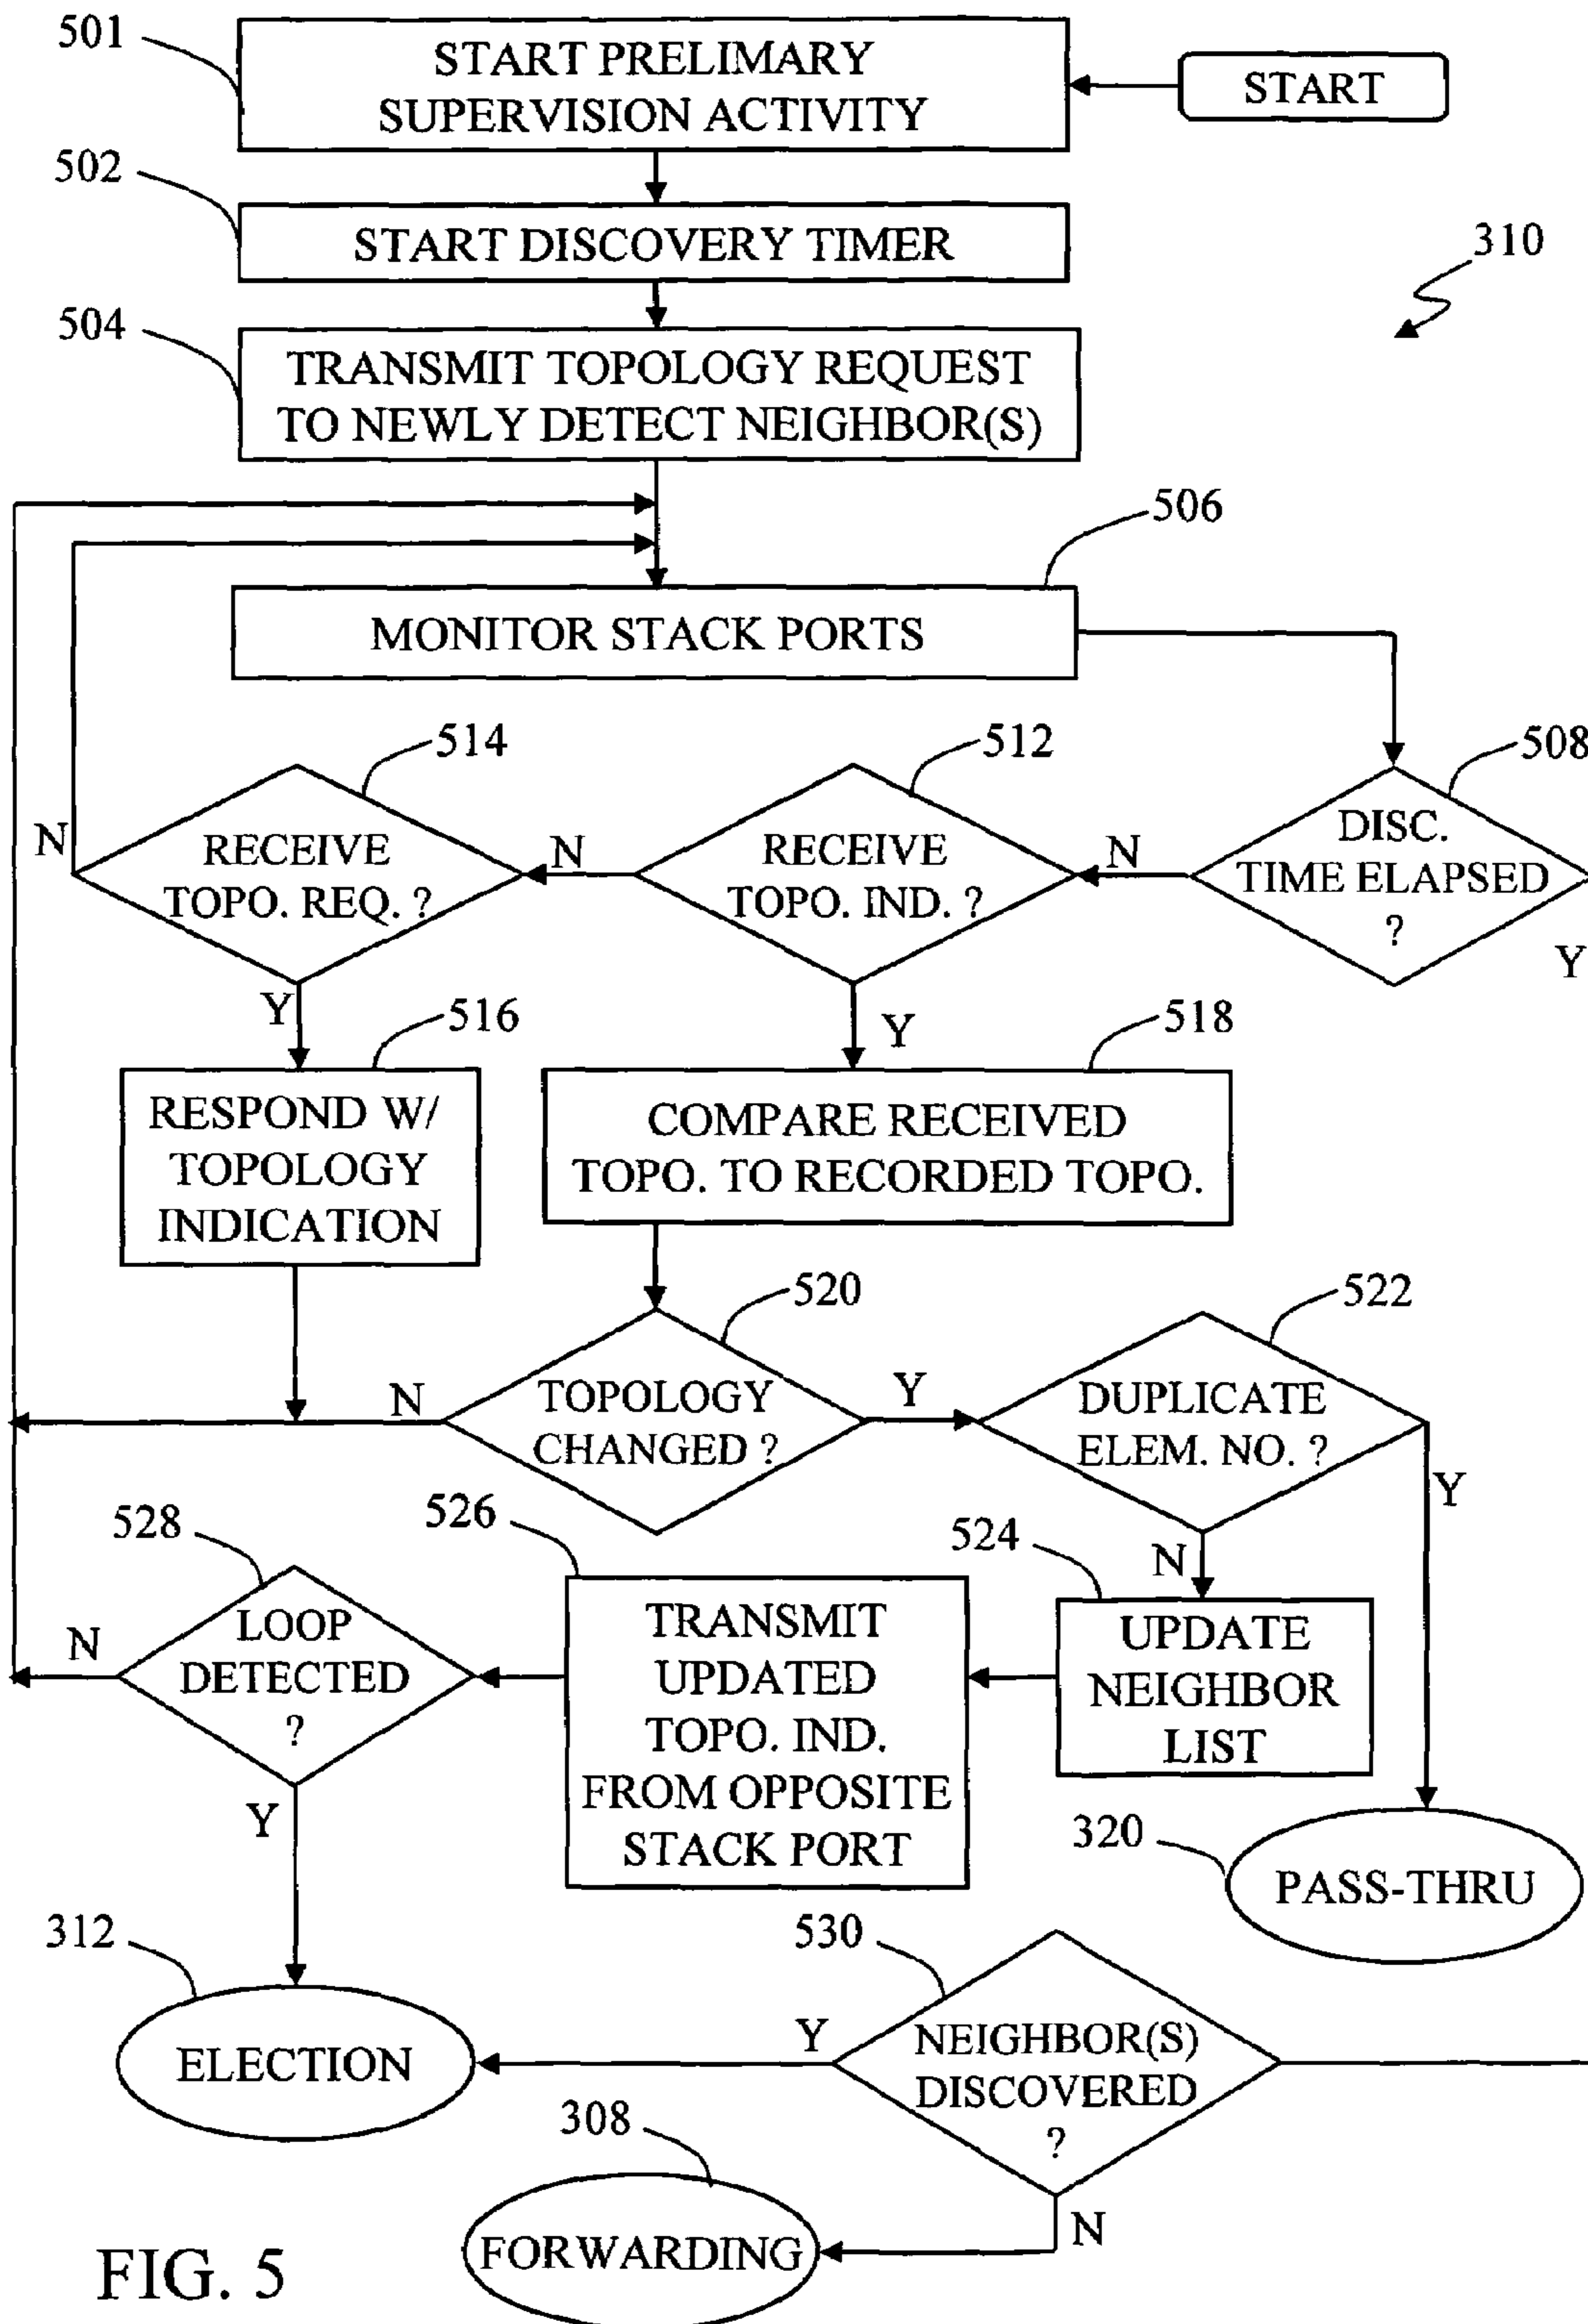 501
START PRELIMARY
SUPERVISION ACTIVITY
START
502
START DISCOVERY TIMER
310
504
TRANSMIT TOPOLOGY REQUEST
TO NEWLY DETECT NEIGHBOR(S)
506
MONITOR STACK PORTS
514
512
508
N
RECEIVE
TOPO. REQ. ?
N
RECEIVE
TOPO. IND. ?
N
DISC.
TIME ELAPSED
?
Y
Y
516
Y
518
RESPOND W/
TOPOLOGY
INDICATION
COMPARE RECEIVED
TOPO. TO RECORDED TOPO.
520
522
N
TOPOLOGY
CHANGED ?
Y
DUPLICATE
ELEM. NO. ?
Y
528
526
524
N
N
LOOP
DETECTED
?
TRANSMIT
UPDATED
TOPO. IND.
FROM OPPOSITE
STACK PORT
UPDATE
NEIGHBOR
LIST
Y
320
PASS-THRU
312
530
ELECTION
Y
NEIGHBOR(S)
DISCOVERED
?
308
N
FORWARDING
FIG. 5